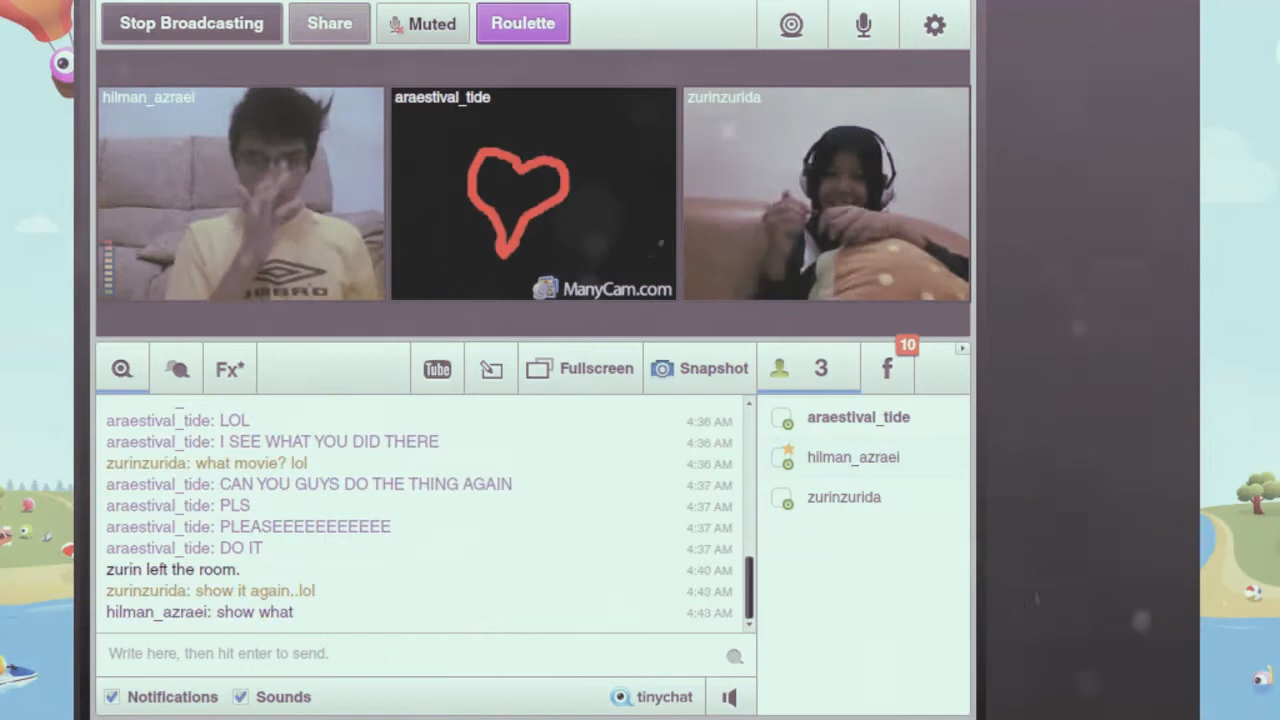 Stop Broadcasting Share Muted Roulette
hilman_azraei araestival_tide zurinzurida
UMBRO
ManyCam.com
10
Fx* You Tube Fullscreen Snapshot 3 f
araestival_tide: LOL 4:36 AM
araestival_tide: I SEE WHAT YOU DID THERE 4:36 AM
zurinzurida: what movie? lol 4:36 AM
araestival_tide: CAN YOU GUYS DO THE THING AGAIN 4:37 AM
araestival_tide: PLS 4:37 AM
araestival_tide: PLEASEEEEEEEEEEE 4:37 AM
araestival_tide: DO IT 4:37 AM
zurin left the room. 4:40 AM
zurinzurida: show it again..lol 4:43 AM
hilman_azraei: show what 4:43 AM
araestival_tide
hilman_azraei
zurinzurida
Write here, then hit enter to send.
Notifications Sounds tinychat